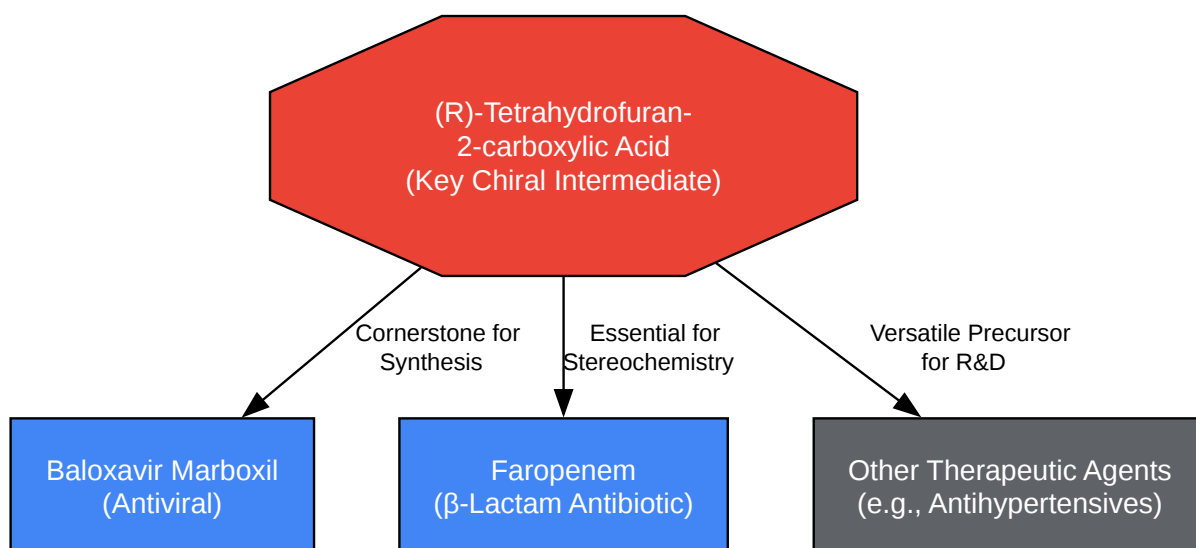 (R)-Tetrahydrofuran-
2-carboxylic Acid
(Key Chiral Intermediate)
Cornerstone for
Synthesis
Essential for
Stereochemistry
Versatile Precursor
for R&D
Baloxavir Marboxil
(Antiviral)
Faropenem
(β-Lactam Antibiotic)
Other Therapeutic Agents
(e.g., Antihypertensives)